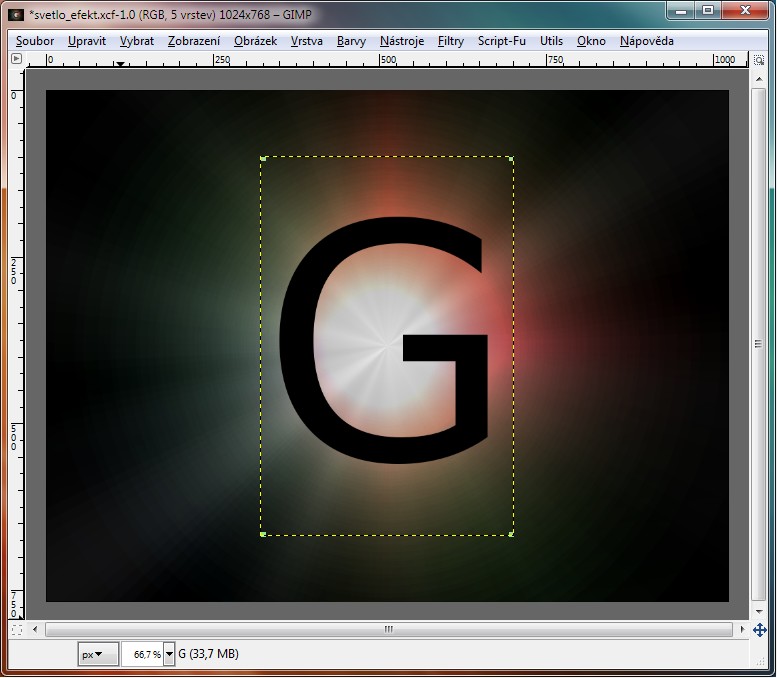 *svetlo_efekt.xcf-1.0 (RGB, 5 vrstev) 1024x768 – GIMP
Soubor Upravit Vybrat Zobrazení Obrázek Vrstva Barvy Nástroje Filtry Script-Fu Utils Okno Nápověda
0 250 500 750 1000
0
250
500
750
G
px 66,7 % G (33,7 MB)